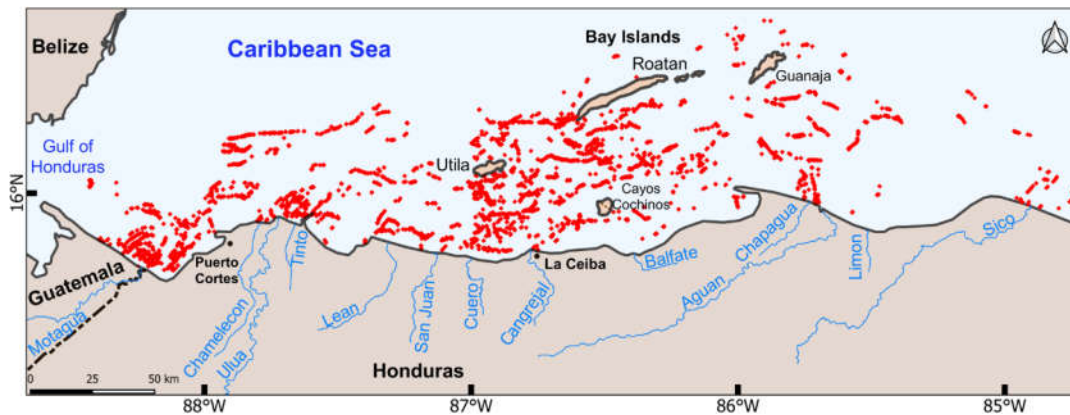 Belize
Caribbean Sea
Bay Islands
Roatan
Guanaja
Gulf of
Honduras
Utila
16°N
Cayos
Cochinos
Puerto
Cortes
Tinto
La Ceiba
Balfate
Chapagua
Sico
Guatemala
Motagua
Chamelecon
Ulua
Lean
San Juan
Cuero
Cangrejal
Aguan
Limon
Honduras
0 25 50 km
88°W 87°W 86°W 85°W